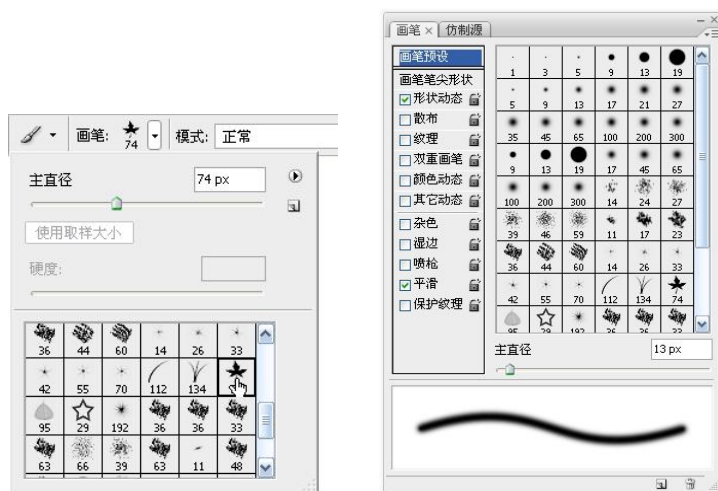 画笔: 74 模式: 正常
主直径 74 px
使用取样大小
硬度:
36 44 60 14 26 33
42 55 70 112 134
95 29 192 36 36 33
63 66 39 63 11 48
画笔 × 仿制源
画笔预设
画笔笔尖形状
形状动态
散布
纹理
双重画笔
颜色动态
其它动态
杂色
湿边
喷枪
平滑
保护纹理
1 3 5 9 13 19
5 9 13 17 21 27
35 45 65 100 200 300
9 13 19 17 45 65
100 200 300 14 24 27
39 46 59 11 17 23
36 44 60 14 26 33
42 55 70 112 134 74
95 29 192 36 36 33
主直径 13 px